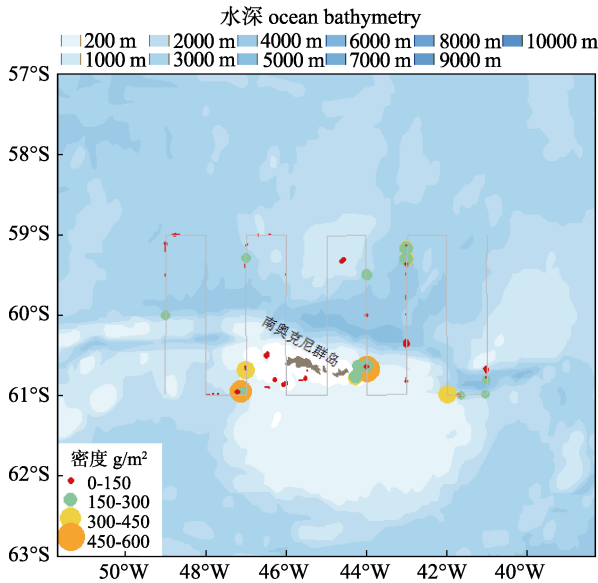 水深 ocean bathymetry
200 m 2000 m 4000 m 6000 m 8000 m 10000 m
1000 m 3000 m 5000 m 7000 m 9000 m
57°S
58°S
59°S
60°S
南奥克尼群岛
61°S
62°S
63°S
密度 g/m²
0-150
150-300
300-450
450-600
50°W 48°W 46°W 44°W 42°W 40°W